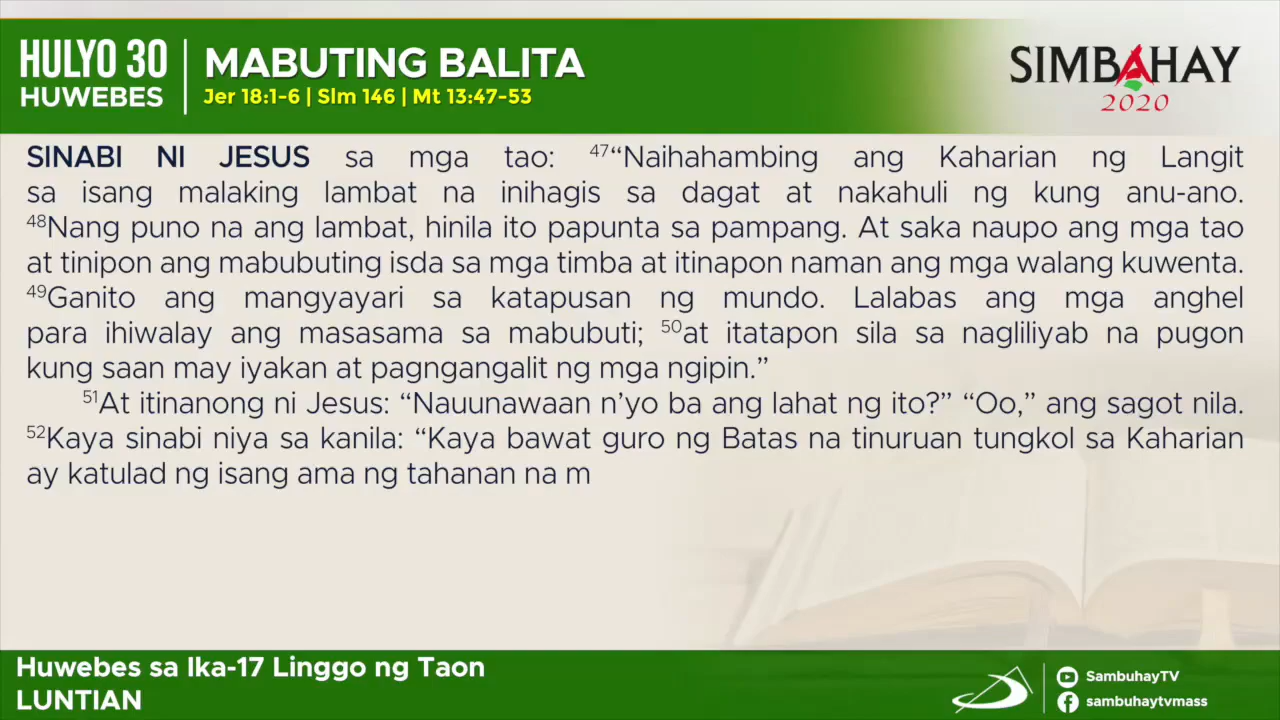 HULYO 30
HUWEBES
MABUTING BALITA
Jer 18:1-6 | Slm 146 | Mt 13:47-53
SIMBAHAY
2020
SINABI NI JESUS sa mga tao: 47“Naihahambing ang Kaharian ng Langit
sa isang malaking lambat na inihagis sa dagat at nakahuli ng kung anu-ano.
48Nang puno na ang lambat, hinila ito papunta sa pampang. At saka naupo ang mga tao
at tinipon ang mabubuting isda sa mga timba at itinapon naman ang mga walang kuwenta.
49Ganito ang mangyayari sa katapusan ng mundo. Lalabas ang mga anghel
para ihiwalay ang masasama sa mabubuti; 50at itatapon sila sa nagliliyab na pugon
kung saan may iyakan at pagngangalit ng mga ngipin.”
51At itinanong ni Jesus: “Nauunawaan n’yo ba ang lahat ng ito?” “Oo,” ang sagot nila.
52Kaya sinabi niya sa kanila: “Kaya bawat guro ng Batas na tinuruan tungkol sa Kaharian
ay katulad ng isang ama ng tahanan na m
Huwebes sa Ika-17 Linggo ng Taon
LUNTIAN
SambuhayTV
sambuhaytvmass